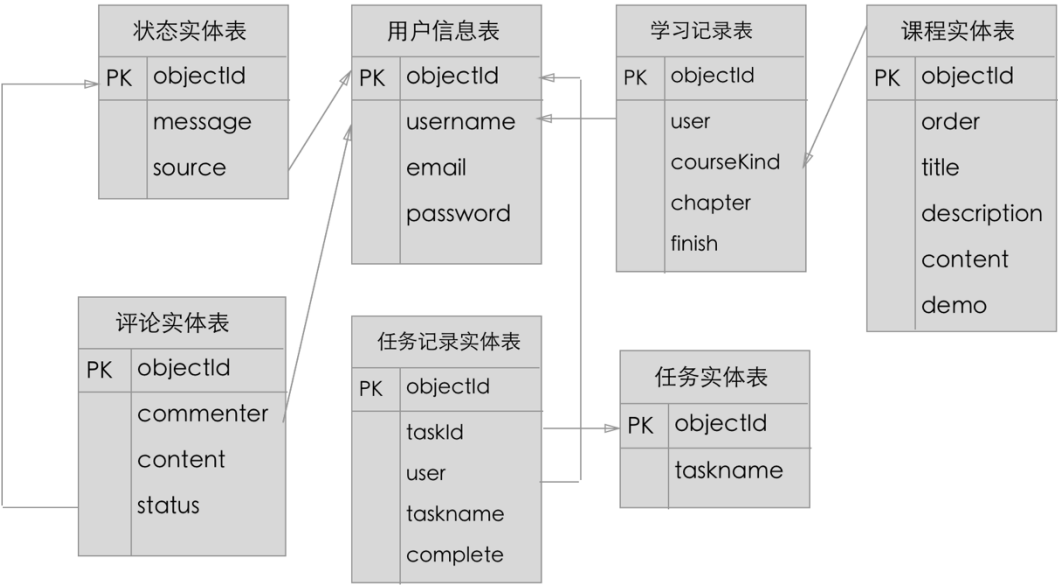 状态实体表
PK objectId
message
source
用户信息表
PK objectId
username
email
password
学习记录表
PK objectId
user
courseKind
chapter
finish
课程实体表
PK objectId
order
title
description
content
demo
评论实体表
PK objectId
commenter
content
status
任务记录实体表
PK objectId
taskId
user
taskname
complete
任务实体表
PK objectId
taskname